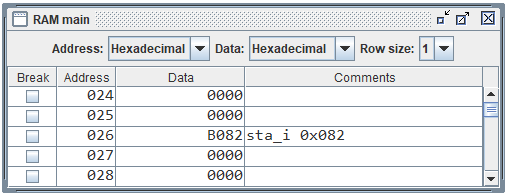 RAM main
Address: Hexadecimal Data: Hexadecimal Row size: 1
Break Address Data Comments
024 0000
025 0000
026 B082 sta_i 0x082
027 0000
028 0000